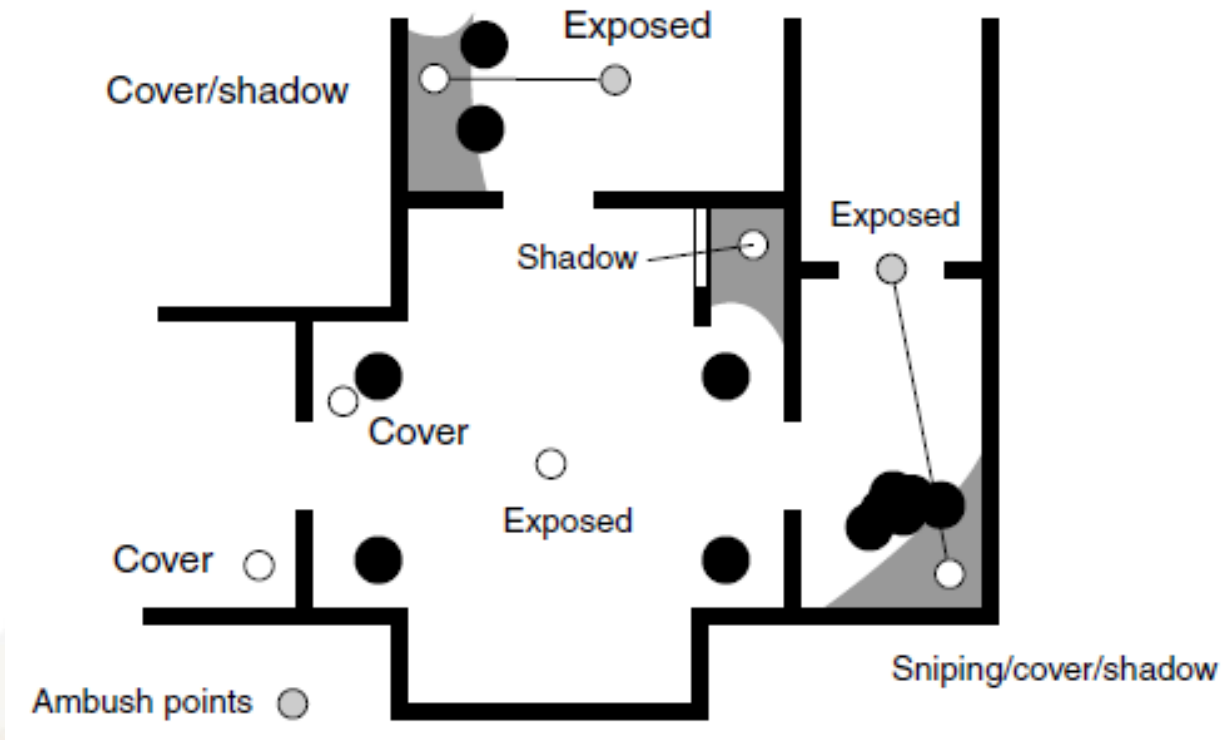 Exposed
Cover/shadow
Exposed
Shadow
Cover
Exposed
Cover
Sniping/cover/shadow
Ambush points